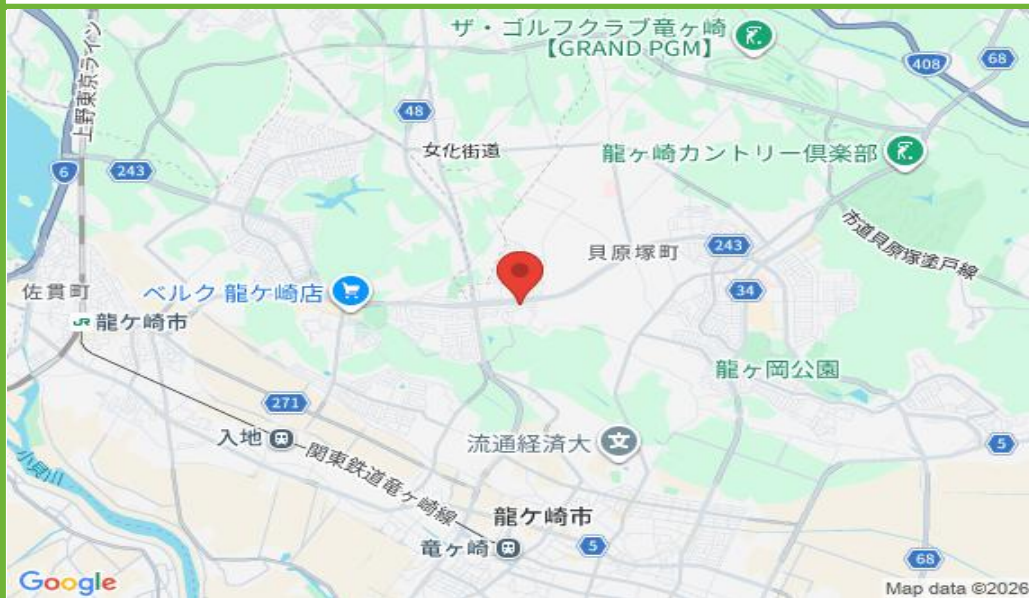 ザ・ゴルフクラブ竜ヶ崎
【GRAND PGM】
408
68
上野東京ライン
48
女化街道
龍ヶ崎カントリー倶楽部
6
243
市道貝原塚塗戸線
貝原塚町
243
佐貫町
ベルク 龍ケ崎店
34
JR 龍ケ崎市
龍ヶ岡公園
271
入地
流通経済大
文
5
小貝川
関東鉄道竜ヶ崎線
龍ケ崎市
竜ヶ崎
5
68
Google
Map data ©2026